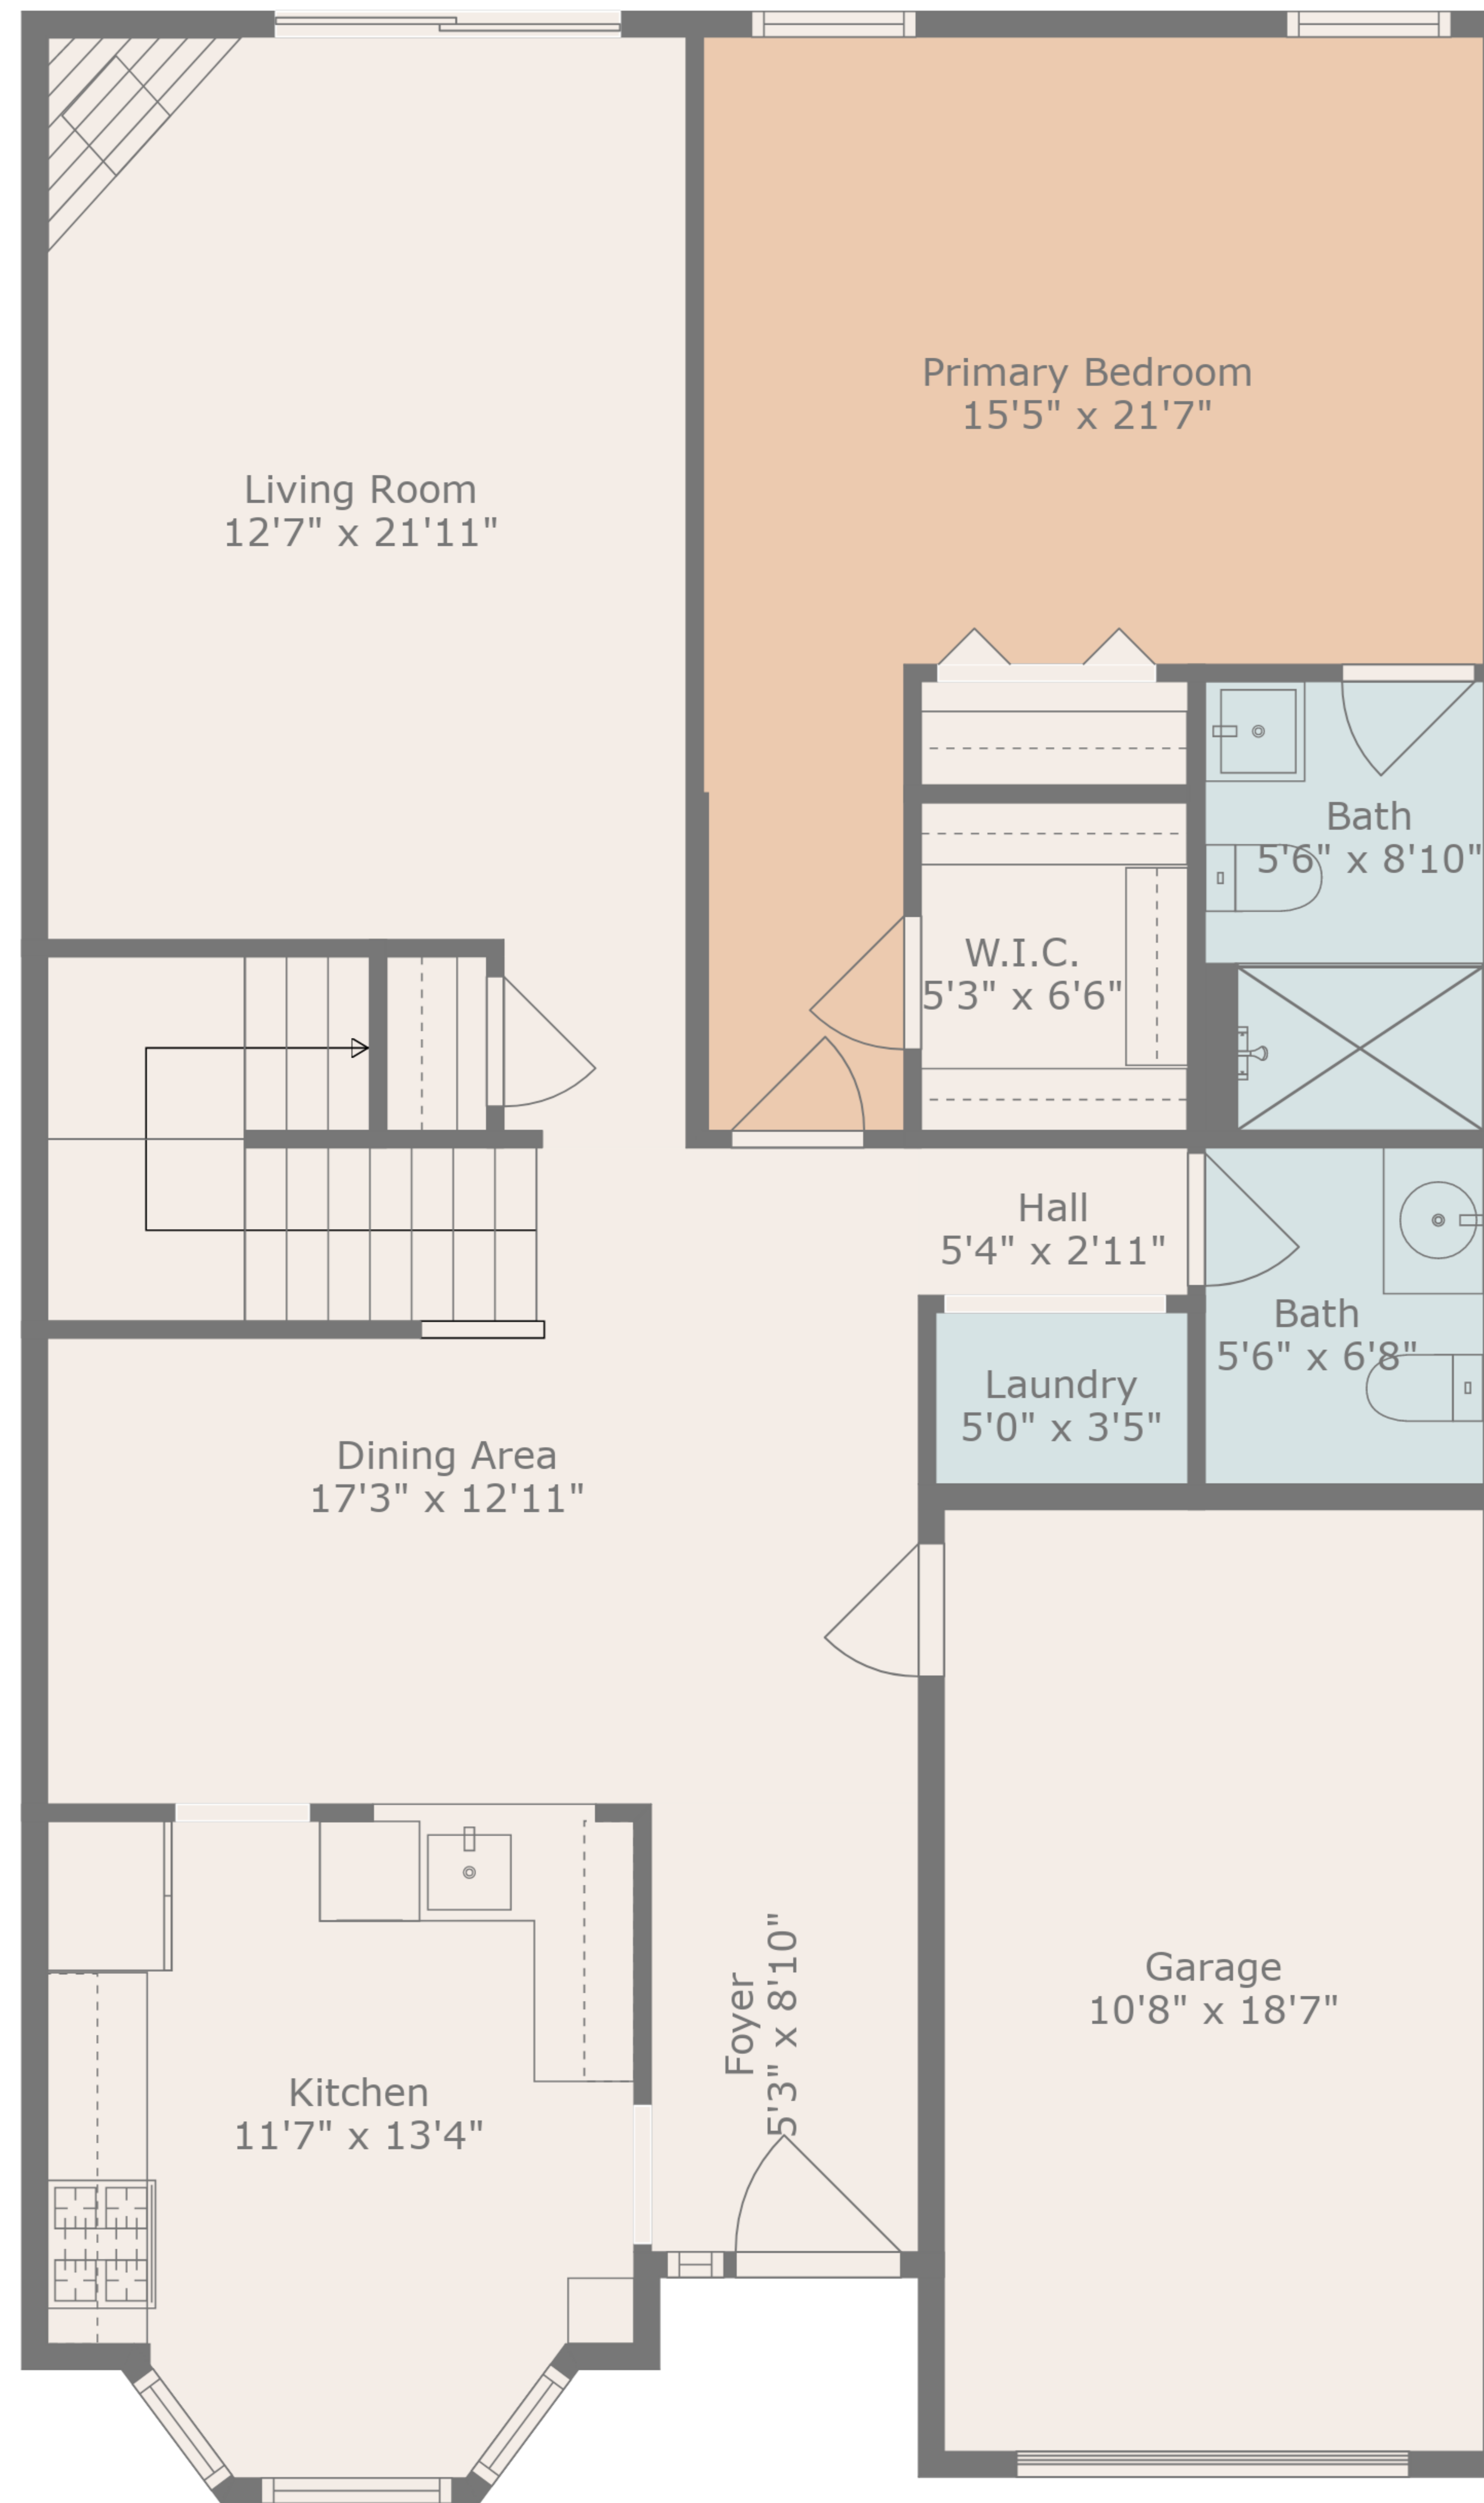 Primary Bedroom
15'5" x 21'7"
Living Room
12'7" x 21'11"
Bath
5'6" x 8'10"
W.I.C.
5'3" x 6'6"
Hall
5'4" x 2'11"
Bath
5'6" x 6'8"
Laundry
5'0" x 3'5"
Dining Area
17'3" x 12'11"
Foyer
5'3" x 8'10"
Garage
10'8" x 18'7"
Kitchen
11'7" x 13'4"